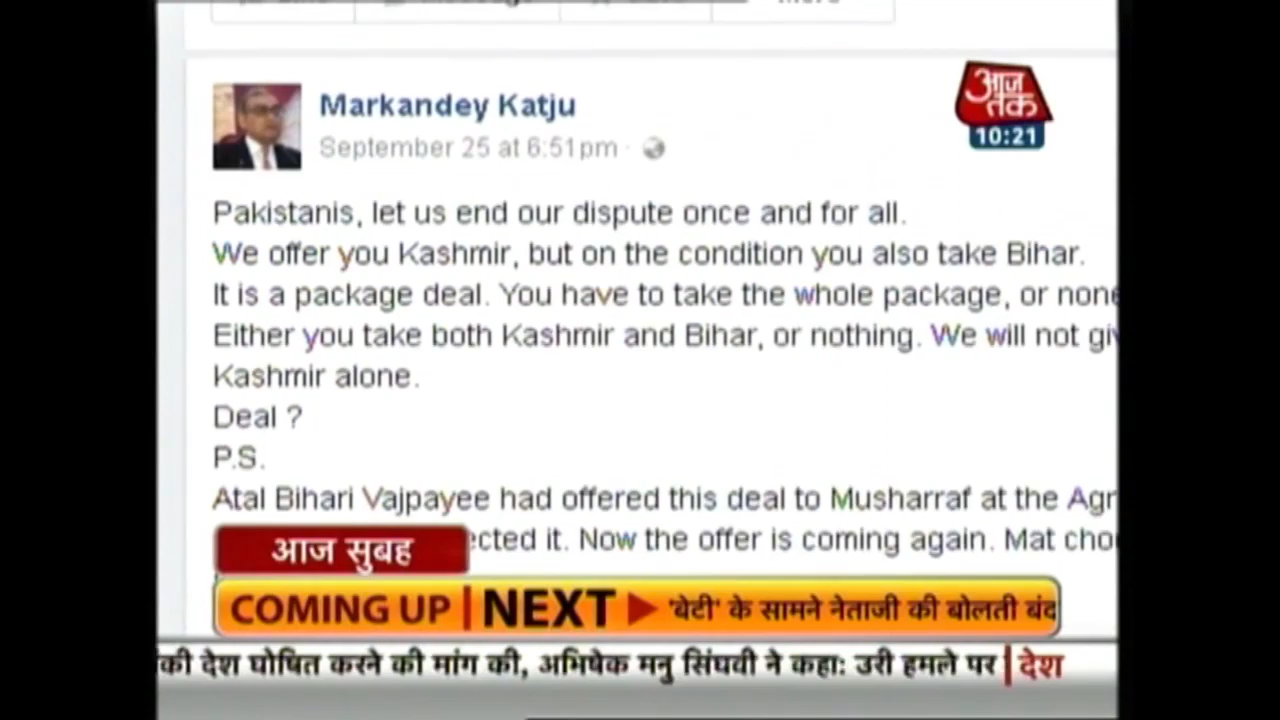 Markandey Katju
September 25 at 6:51pm ·
आज तक
10:21
Pakistanis, let us end our dispute once and for all.
We offer you Kashmir, but on the condition you also take Bihar.
It is a package deal. You have to take the whole package, or none
Either you take both Kashmir and Bihar, or nothing. We will not giv
Kashmir alone.
Deal ?
P.S.
Atal Bihari Vajpayee had offered this deal to Musharraf at the Agr
ected it. Now the offer is coming again. Mat cho
आज सुबह
COMING UP | NEXT 'बेटी' के सामने नेताजी की बोलती बंद
की देश घोषित करने की मांग की, अभिषेक मनु सिंघवी ने कहा: उरी हमले पर | देश